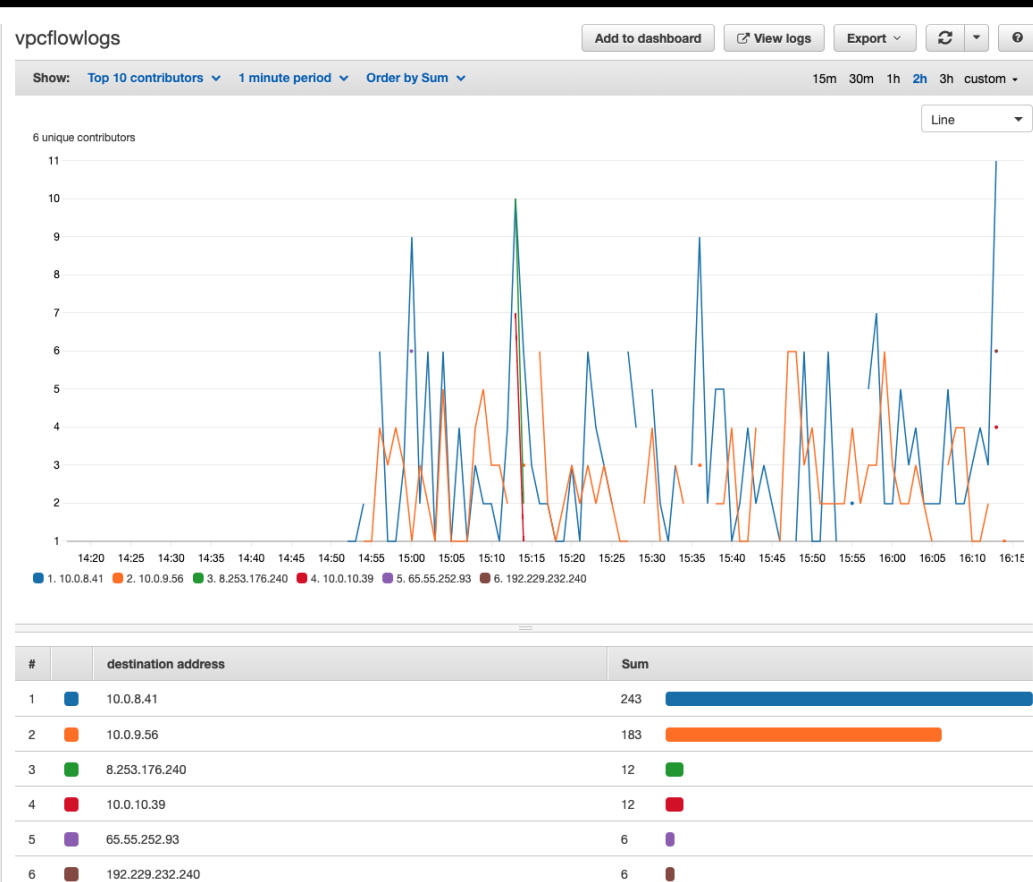 vpcflowlogs
Add to dashboard
View logs
Export
?
Show: Top 10 contributors 1 minute period Order by Sum 15m 30m 1h 2h 3h custom
Line
6 unique contributors
11
10
9
8
7
6
5
4
3
2
1
14:20 14:25 14:30 14:35 14:40 14:45 14:50 14:55 15:00 15:05 15:10 15:15 15:20 15:25 15:30 15:35 15:40 15:45 15:50 15:55 16:00 16:05 16:10 16:15
1. 10.0.8.41 2. 10.0.9.56 3. 8.253.176.240 4. 10.0.10.39 5. 65.55.252.93 6. 192.229.232.240
# destination address Sum
1 10.0.8.41 243
2 10.0.9.56 183
3 8.253.176.240 12
4 10.0.10.39 12
5 65.55.252.93 6
6 192.229.232.240 6